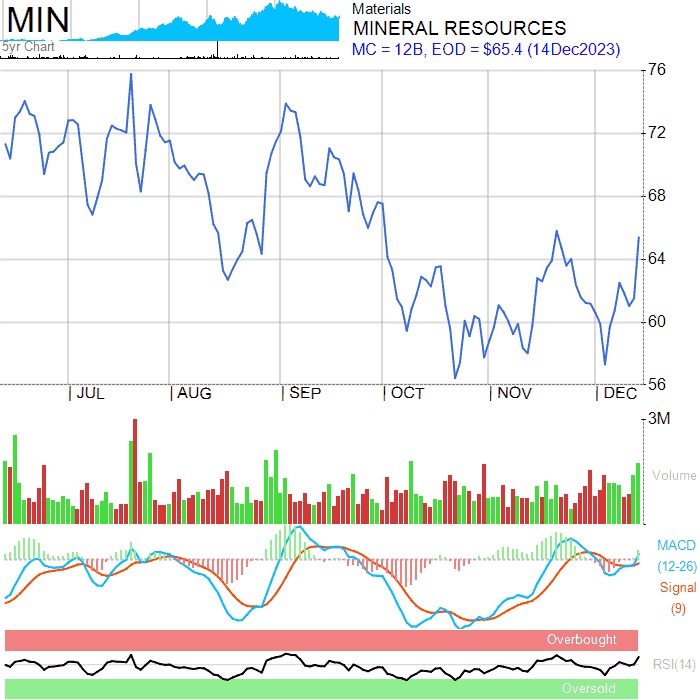 MIN
5yr Chart
Materials
MINERAL RESOURCES
MC = 12B, EOD = $65.4 (14Dec2023)
76
72
68
64
60
56
JUL AUG SEP OCT NOV DEC
3M
Volume
MACD
(12-26)
Signal
(9)
Overbought
RSI(14)
Oversold